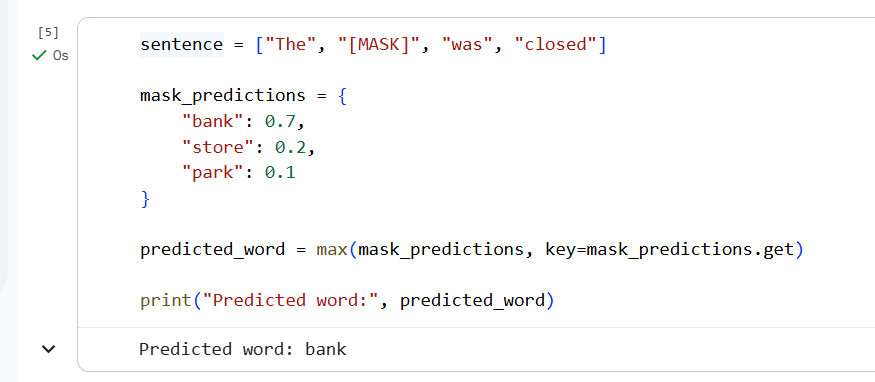 [5]
0s
sentence = ["The", "[MASK]", "was", "closed"]
mask_predictions = {
    "bank": 0.7,
    "store": 0.2,
    "park": 0.1
}
predicted_word = max(mask_predictions, key=mask_predictions.get)
print("Predicted word:", predicted_word)
Predicted word: bank